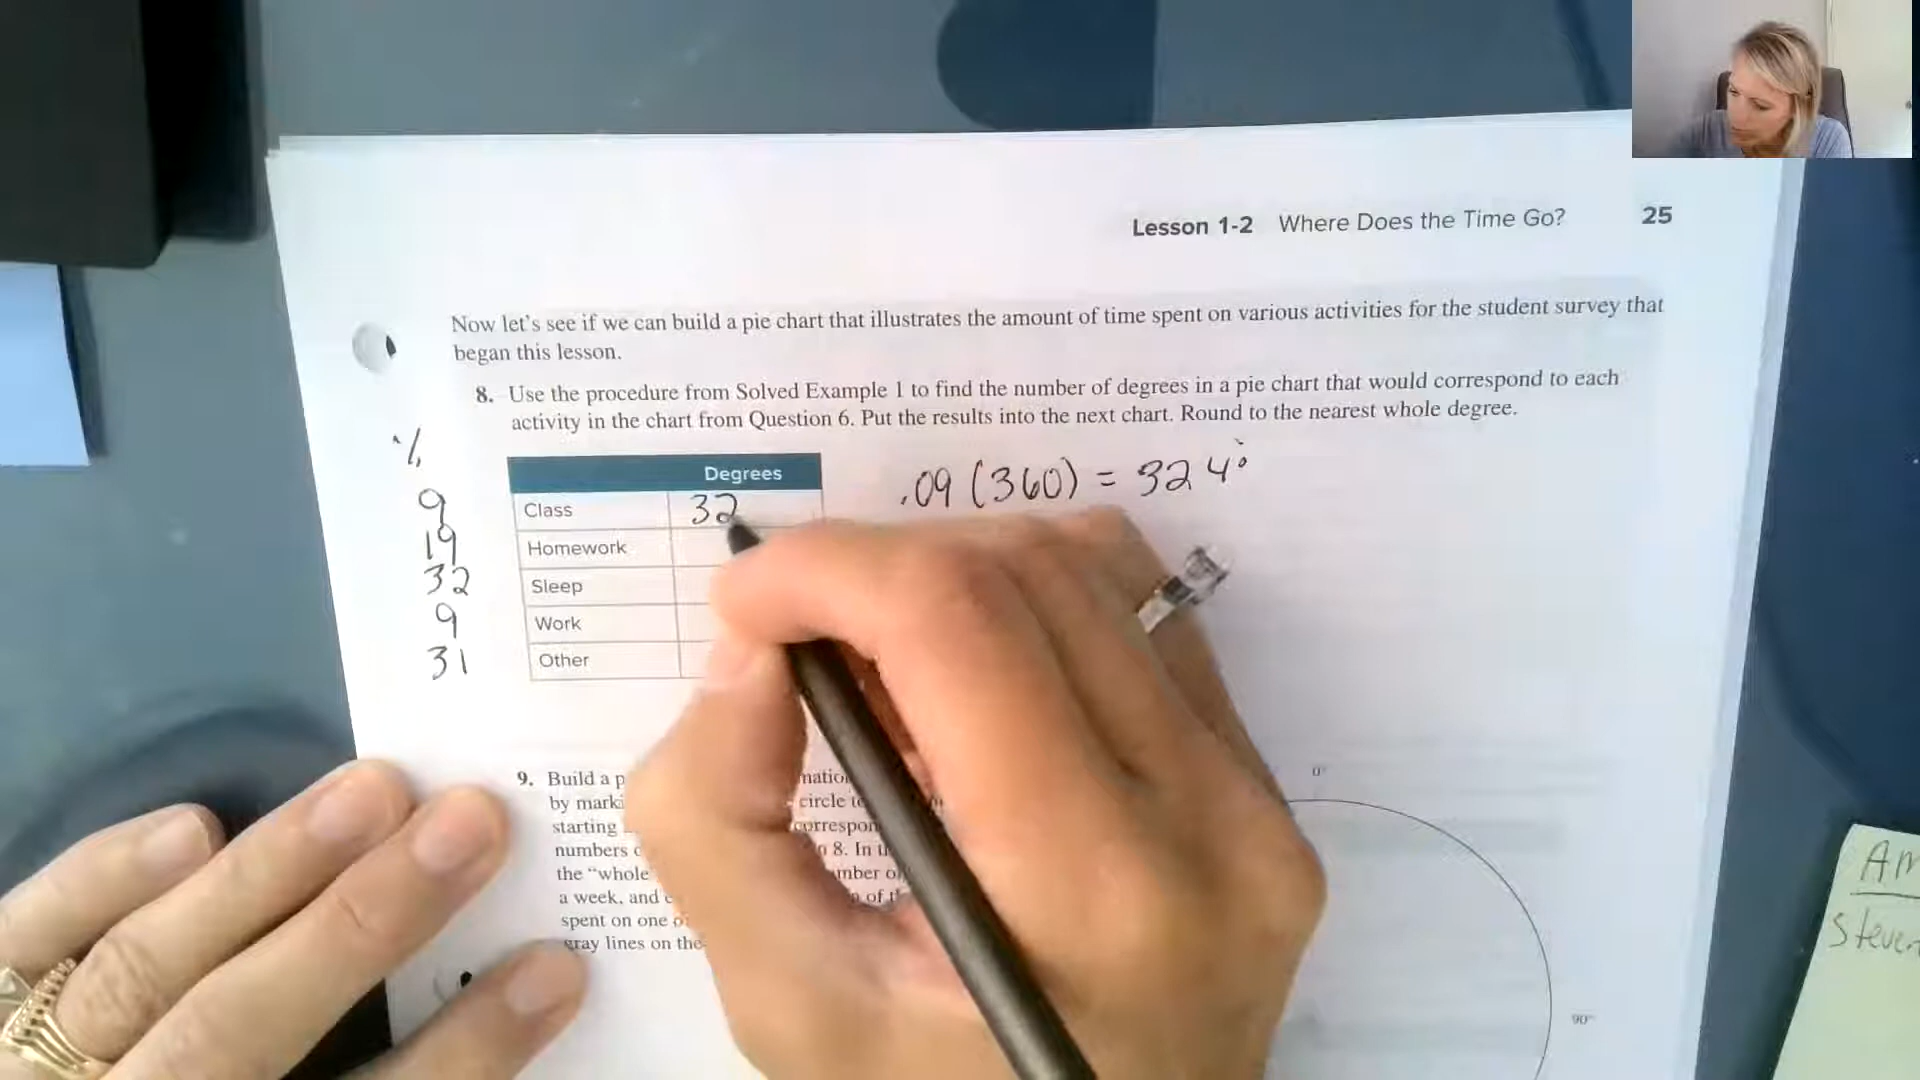 Lesson 1-2 Where Does the Time Go? 25
Now let's see if we can build a pie chart that illustrates the amount of time spent on various activities for the student survey that
began this lesson.
8. Use the procedure from Solved Example 1 to find the number of degrees in a pie chart that would correspond to each
activity in the chart from Question 6. Put the results into the next chart. Round to the nearest whole degree.
%
Degrees
.09 (360) = 32 4°
9 Class 32
19 Homework
32 Sleep
9 Work
31 Other
9. Build a
by
starting
numbers 8. In
the "whole
a week, and of
spent on one
gray lines on the
circle
0°
90°